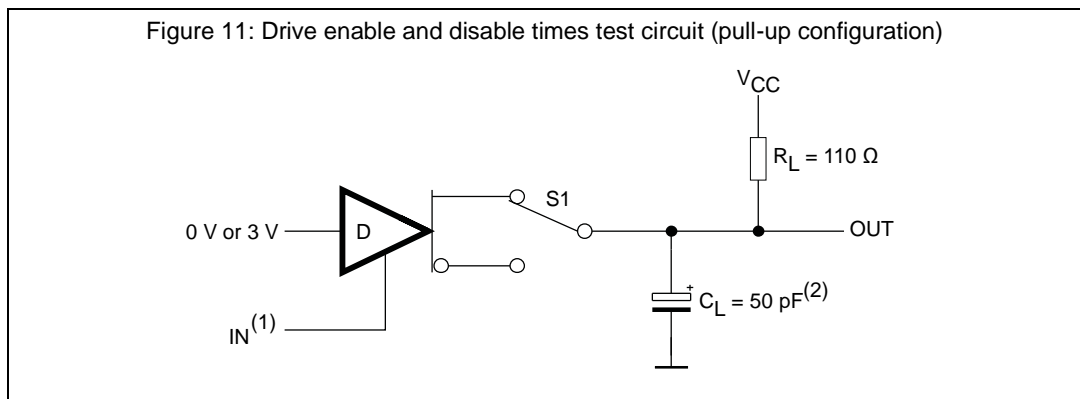 Figure 11: Drive enable and disable times test circuit (pull-up configuration)
VCC
RL = 110 Ω
S1
0 V or 3 V
D
OUT
+
CL = 50 pF(2)
IN(1)